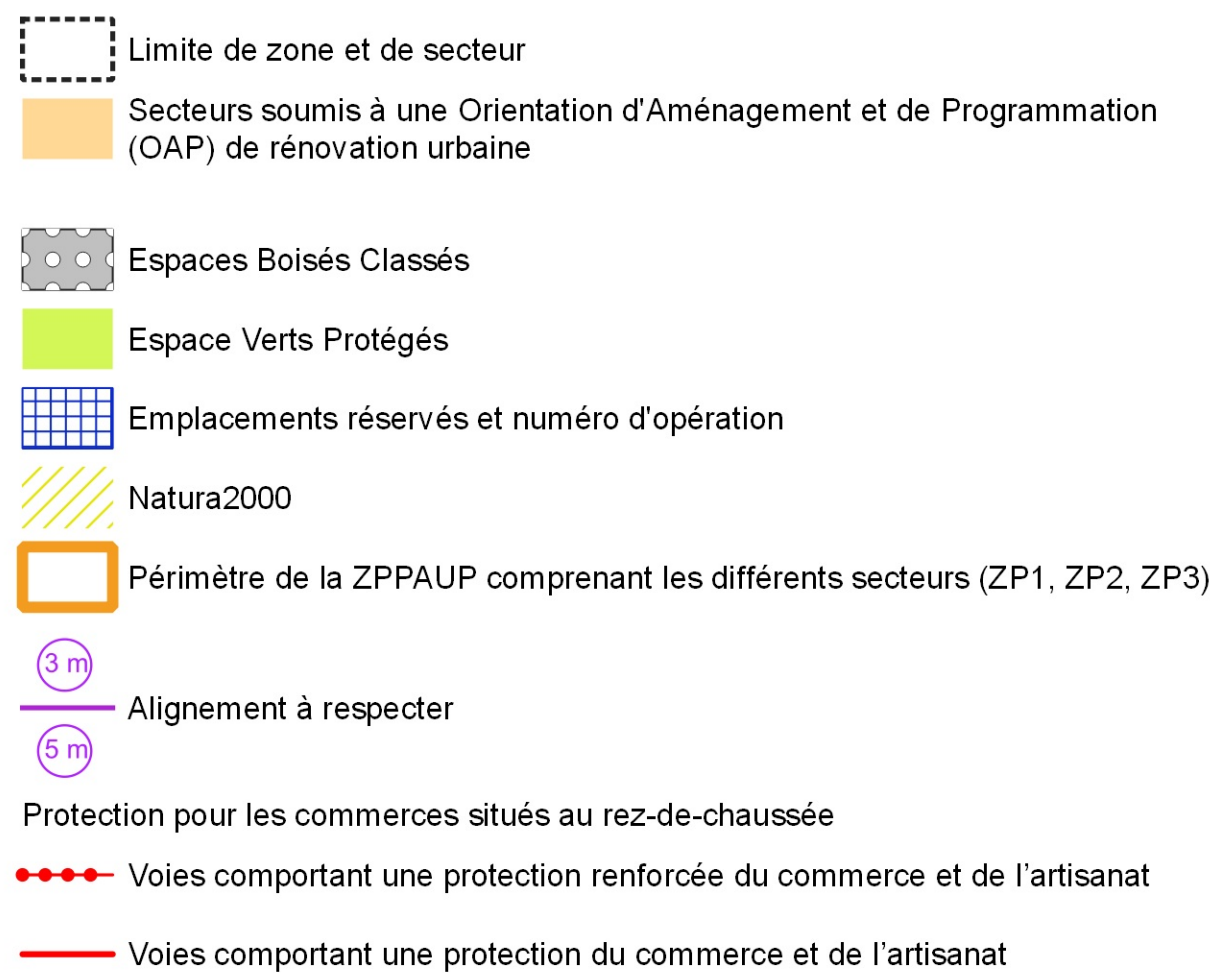 Limite de zone et de secteur
Secteurs soumis à une Orientation d'Aménagement et de Programmation
(OAP) de rénovation urbaine
Espaces Boisés Classés
Espace Verts Protégés
Emplacements réservés et numéro d'opération
Natura2000
Périmètre de la ZPPAUP comprenant les différents secteurs (ZP1, ZP2, ZP3)
3 m
Alignement à respecter
5 m
Protection pour les commerces situés au rez-de-chaussée
Voies comportant une protection renforcée du commerce et de l’artisanat
Voies comportant une protection du commerce et de l’artisanat